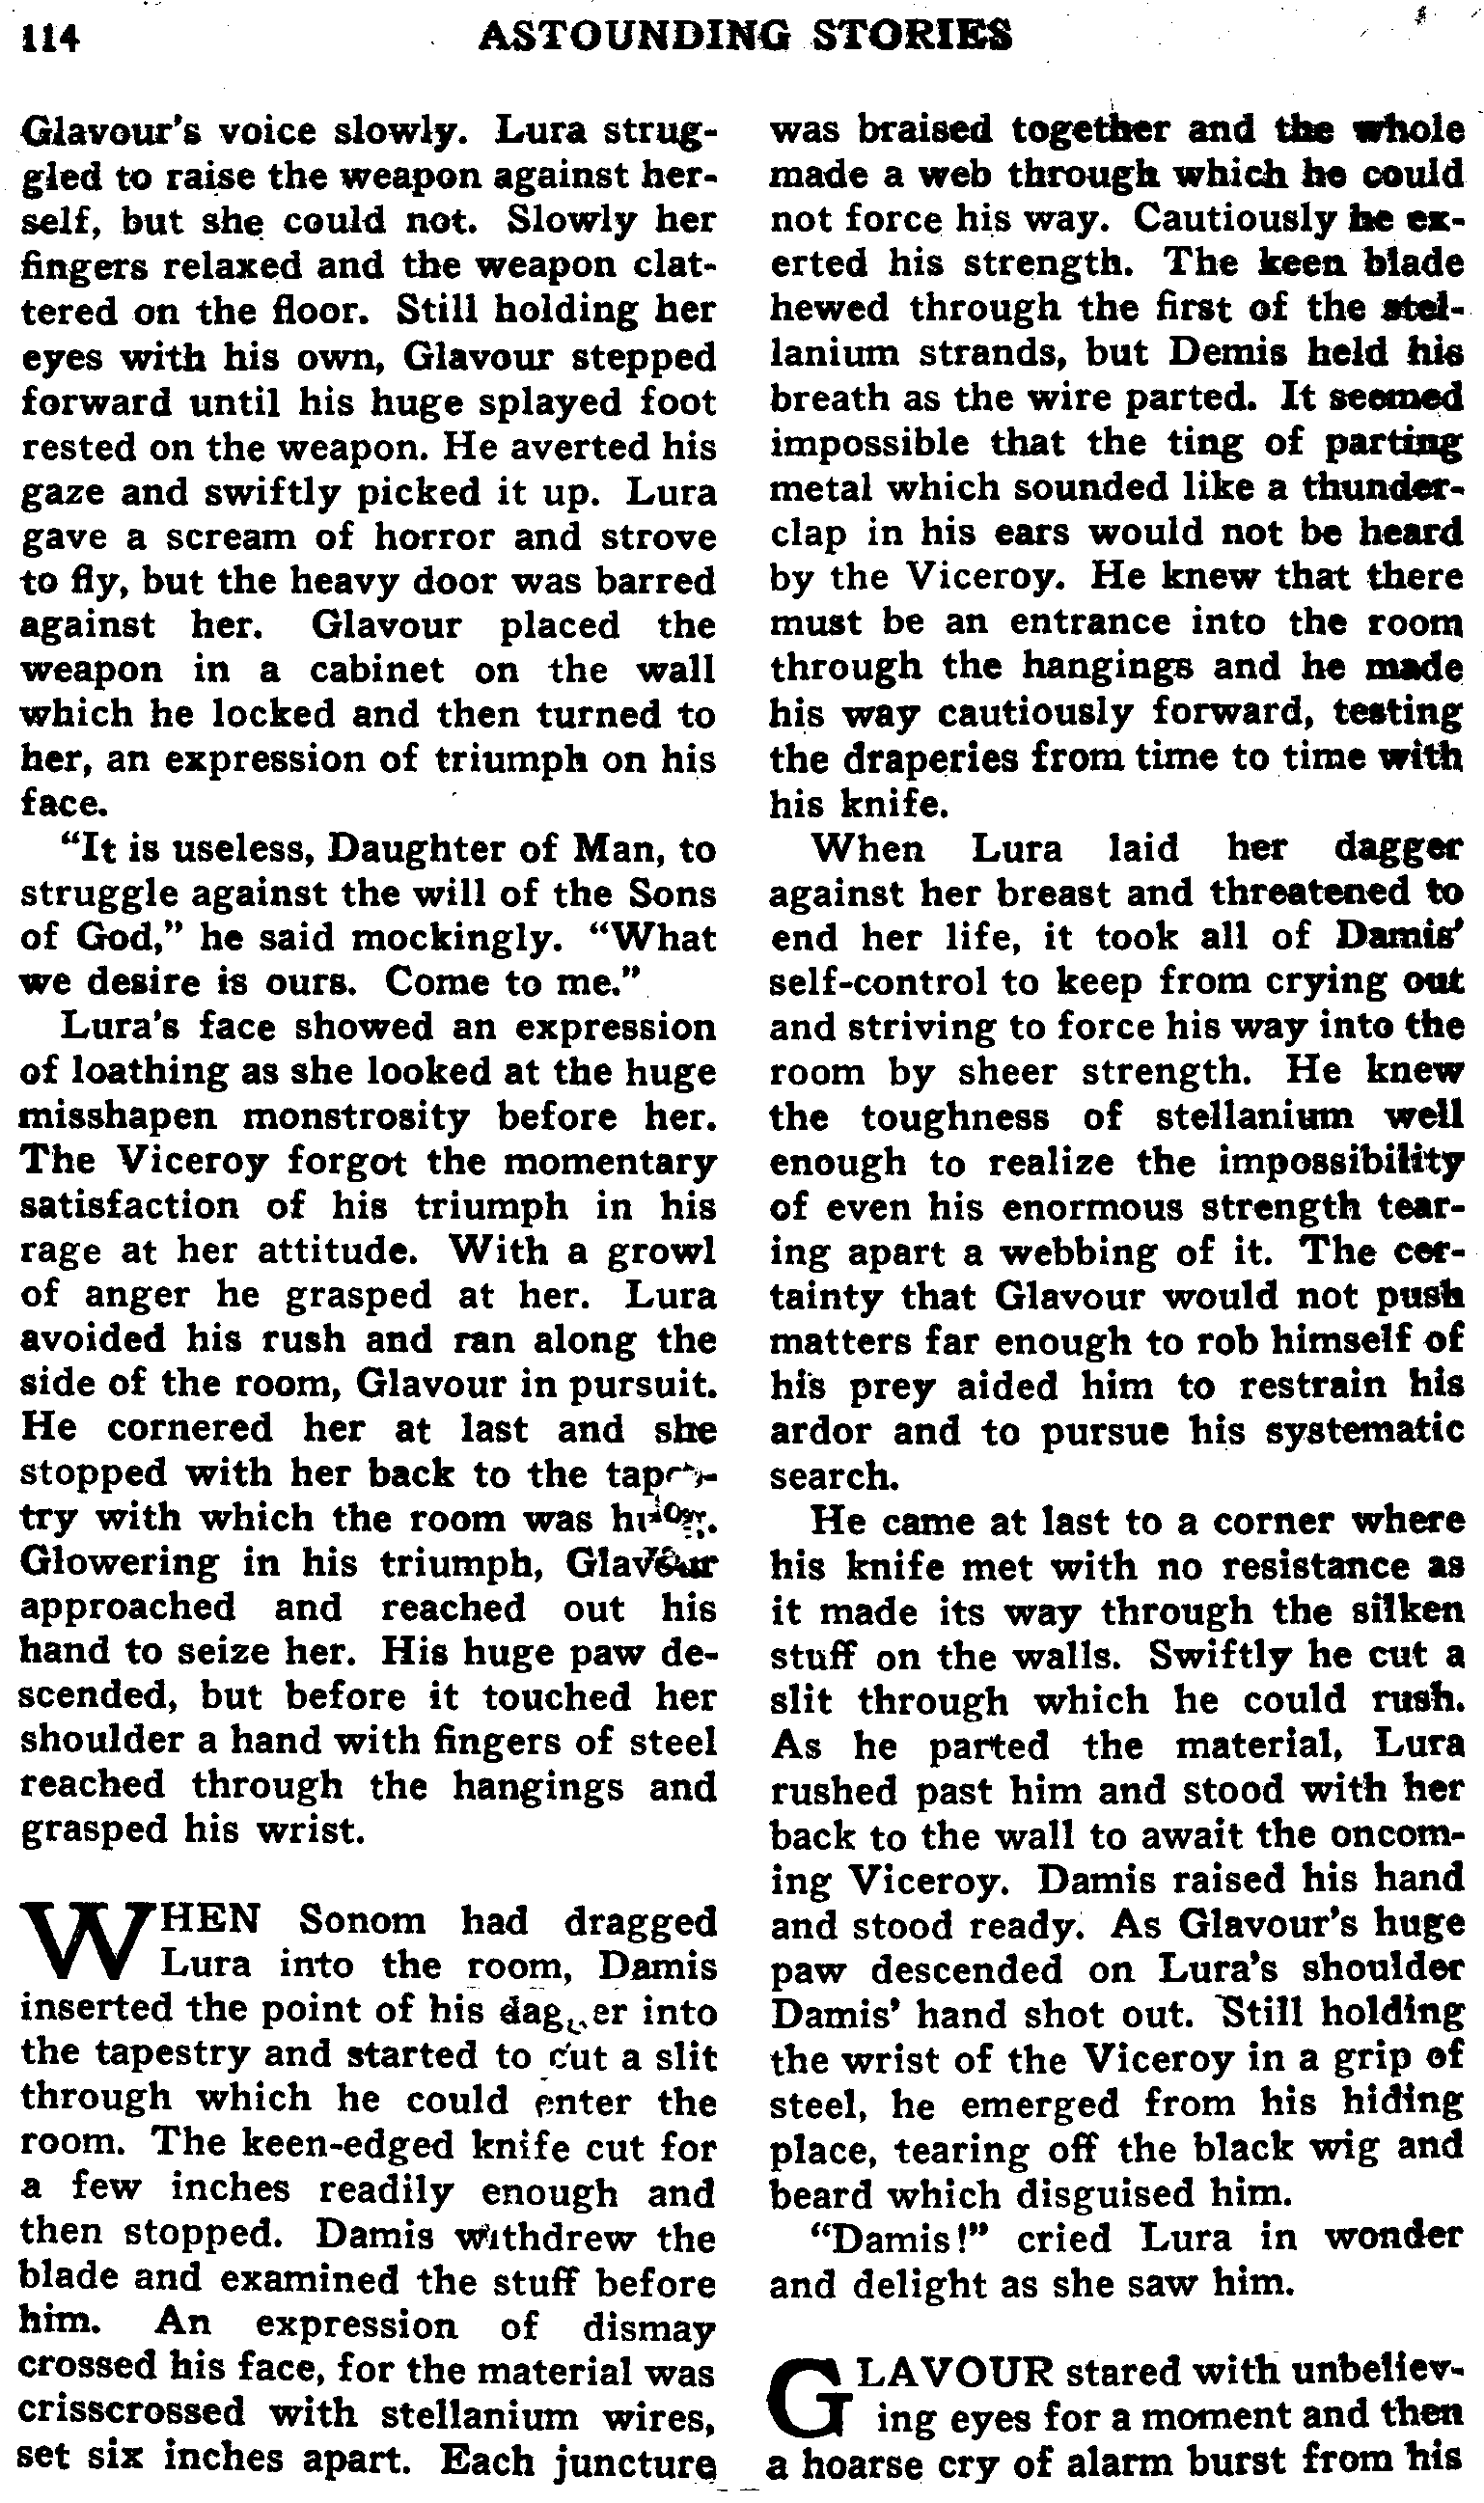 114
ASTOUNDING STORIES
Glavour's voice slowly. Lura strug-
gled to raise the weapon against her-
self, but she could not. Slowly her
fingers relaxed and the weapon clat-
tered on the floor. Still holding her
eyes with his own, Glavour stepped
forward until his huge splayed foot
rested on the weapon. He averted his
gaze and swiftly picked it up. Lura
gave a scream of horror and strove
to fly, but the heavy door was barred
against her. Glavour placed the
weapon in a cabinet on the wall
which he locked and then turned to
her, an expression of triumph on his
face.
"It is useless, Daughter of Man, to
struggle against the will of the Sons
of God," he said mockingly. "What
we desire is ours. Come to me."
Lura's face showed an expression
of loathing as she looked at the huge
misshapen monstrosity before her.
The Viceroy forgot the momentary
satisfaction of his triumph in his
rage at her attitude. With a growl
of anger he grasped at her. Lura
avoided his rush and ran along the
side of the room, Glavour in pursuit.
He cornered her at last and she
stopped with her back to the tapes-
try with which the room was hung.
Glowering in his triumph, Glavour
approached and reached out his
hand to seize her. His huge paw de-
scended, but before it touched her
shoulder a hand with fingers of steel
reached through the hangings and
grasped his wrist.
WHEN Sonom had dragged
Lura into the room, Damis
inserted the point of his dagger into
the tapestry and started to cut a slit
through which he could enter the
room. The keen-edged knife cut for
a few inches readily enough and
then stopped. Damis withdrew the
blade and examined the stuff before
him. An expression of dismay
crossed his face, for the material was
crisscrossed with stellanium wires,
set six inches apart. Each juncture
was braised together and the whole
made a web through which he could
not force his way. Cautiously he ex-
erted his strength. The keen blade
hewed through the first of the stel-
lanium strands, but Demis held his
breath as the wire parted. It seemed
impossible that the ting of parting
metal which sounded like a thunder-
clap in his ears would not be heard
by the Viceroy. He knew that there
must be an entrance into the room
through the hangings and he made
his way cautiously forward, testing
the draperies from time to time with
his knife.
When Lura laid her dagger
against her breast and threatened to
end her life, it took all of Damis'
self-control to keep from crying out
and striving to force his way into the
room by sheer strength. He knew
the toughness of stellanium well
enough to realize the impossibility
of even his enormous strength tear-
ing apart a webbing of it. The cer-
tainty that Glavour would not push
matters far enough to rob himself of
his prey aided him to restrain his
ardor and to pursue his systematic
search.
He came at last to a corner where
his knife met with no resistance as
it made its way through the silken
stuff on the walls. Swiftly he cut a
slit through which he could rush.
As he parted the material, Lura
rushed past him and stood with her
back to the wall to await the oncom-
ing Viceroy. Damis raised his hand
and stood ready. As Glavour's huge
paw descended on Lura's shoulder
Damis' hand shot out. Still holding
the wrist of the Viceroy in a grip of
steel, he emerged from his hiding
place, tearing off the black wig and
beard which disguised him.
"Damis!" cried Lura in wonder
and delight as she saw him.
GLAVOUR stared with unbeliev-
ing eyes for a moment and then
a hoarse cry of alarm burst from his